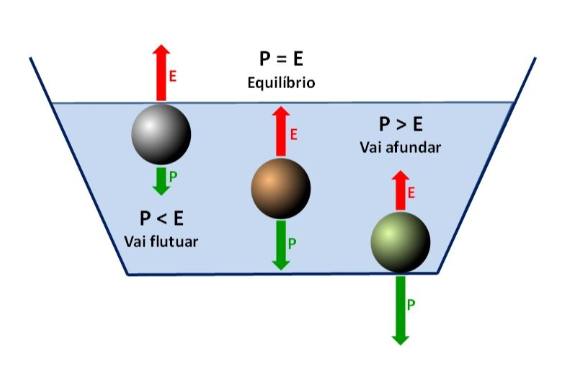 P = E
Equilíbrio
E
P
P < E
Vai flutuar
E
P
P > E
Vai afundar
E
P